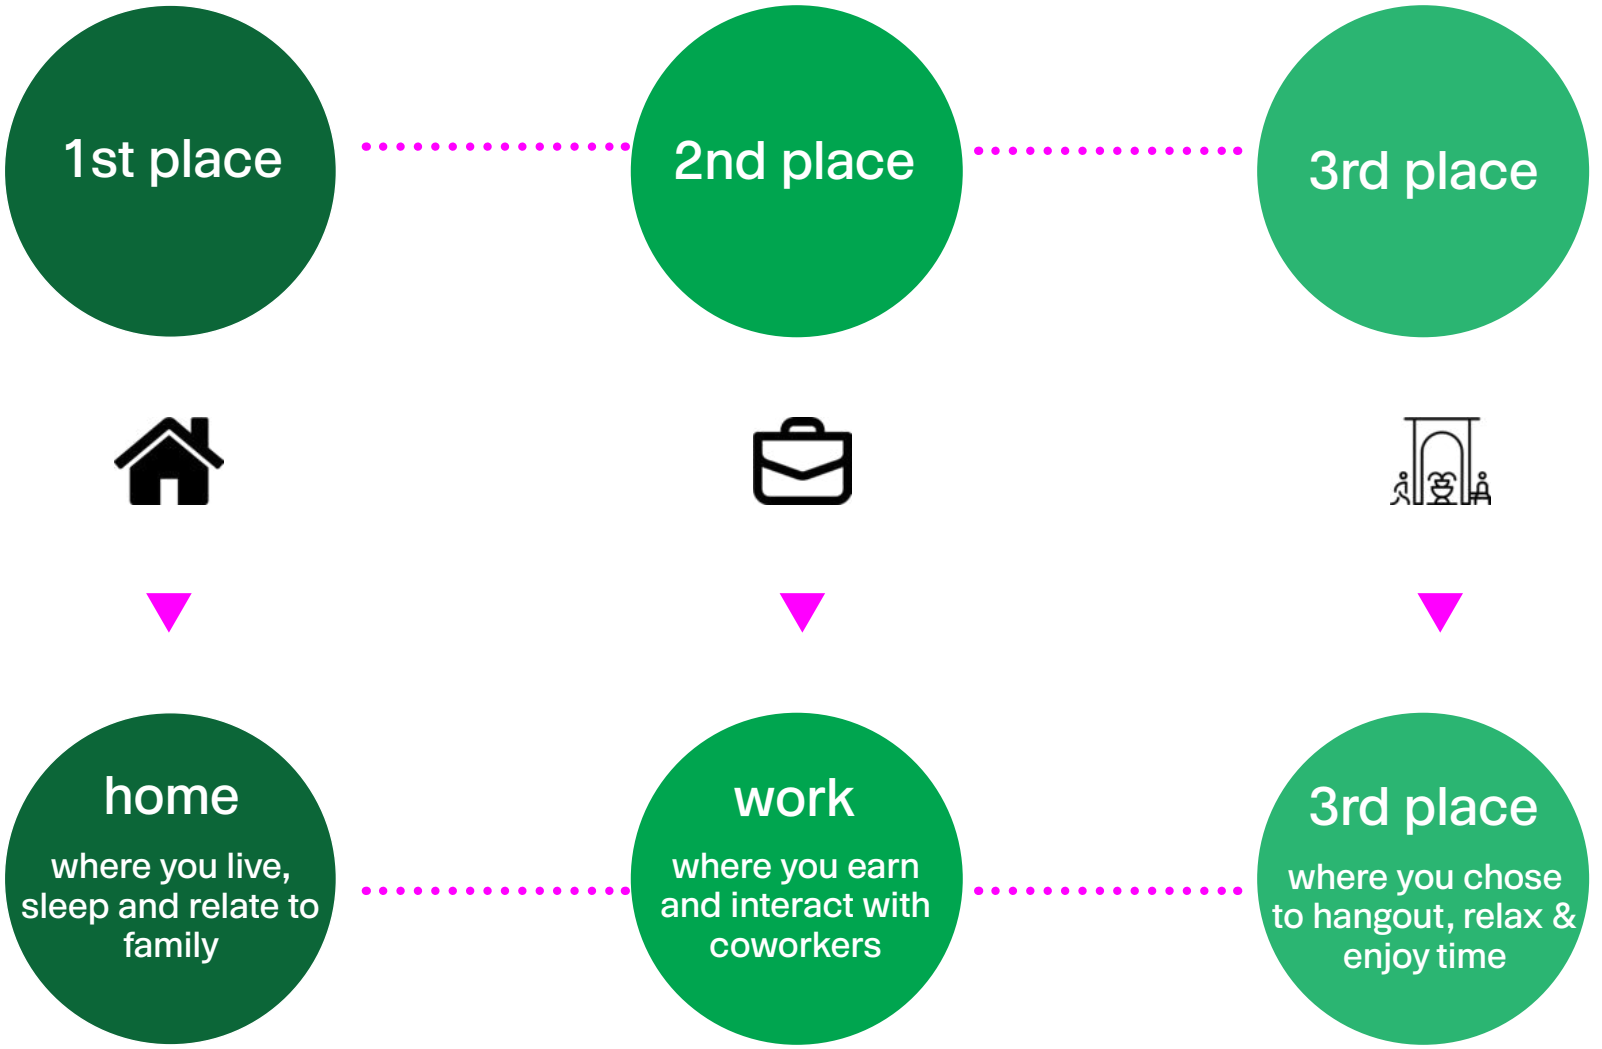 1st place
2nd place
3rd place
home
where you live,
sleep and relate to
family
work
where you earn
and interact with
coworkers
3rd place
where you chose
to hangout, relax &
enjoy time